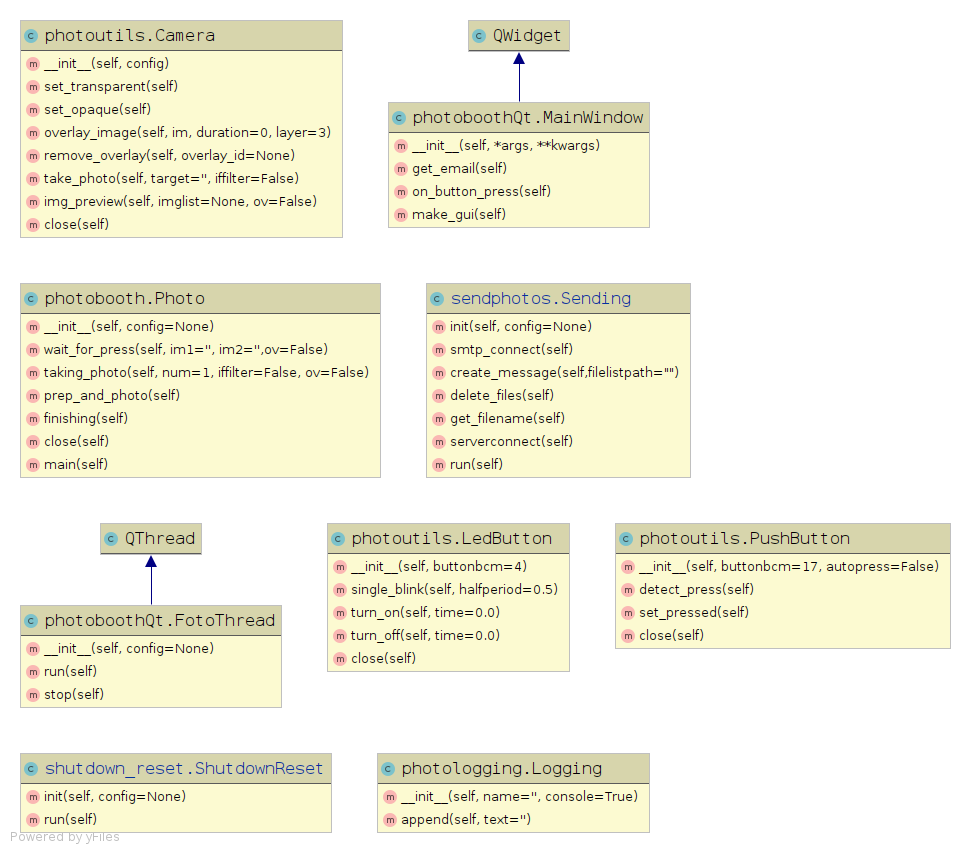 photoutils.Camera
__init__(self, config)
set_transparent(self)
set_opaque(self)
overlay_image(self, im, duration=0, layer=3)
remove_overlay(self, overlay_id=None)
take_photo(self, target='', iffilter=False)
img_preview(self, imglist=None, ov=False)
close(self)
QWidget
photoboothQt.MainWindow
__init__(self, *args, **kwargs)
get_email(self)
on_button_press(self)
make_gui(self)
photobooth.Photo
__init__(self, config=None)
wait_for_press(self, im1='', im2='',ov=False)
taking_photo(self, num=1, iffilter=False, ov=False)
prep_and_photo(self)
finishing(self)
close(self)
main(self)
sendphotos.Sending
init(self, config=None)
smtp_connect(self)
create_message(self,filelistpath="")
delete_files(self)
get_filename(self)
serverconnect(self)
run(self)
QThread
photoboothQt.FotoThread
__init__(self, config=None)
run(self)
stop(self)
photoutils.LedButton
__init__(self, buttonbcm=4)
single_blink(self, halfperiod=0.5)
turn_on(self, time=0.0)
turn_off(self, time=0.0)
close(self)
photoutils.PushButton
__init__(self, buttonbcm=17, autopress=False)
detect_press(self)
set_pressed(self)
close(self)
shutdown_reset.ShutdownReset
init(self, config=None)
run(self)
photologging.Logging
__init__(self, name='', console=True)
append(self, text='')
Powered by yFiles